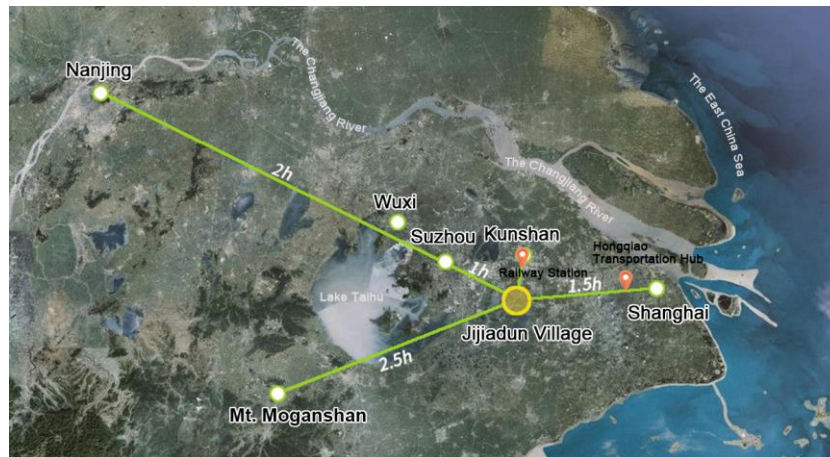 Nanjing
The Changjiang River
The East China Sea
2h
The Changjiang River
Wuxi
Suzhou
Kunshan
Railway Station
1h
Hongqiao
Transportation Hub
1.5h
Lake Taihu
Shanghai
Jijiadun Village
2.5h
Mt. Moganshan